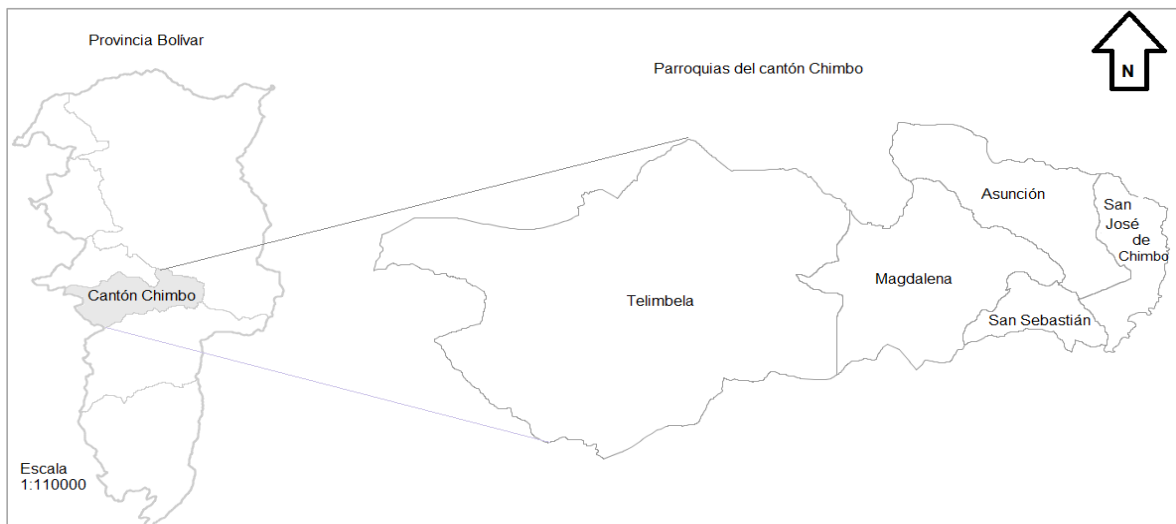 Provincia Bolívar
Parroquias del cantón Chimbo
N
Cantón Chimbo
Telimbela
Magdalena
Asunción
San
José
de
Chimbo
San Sebastián
Escala
1:110000